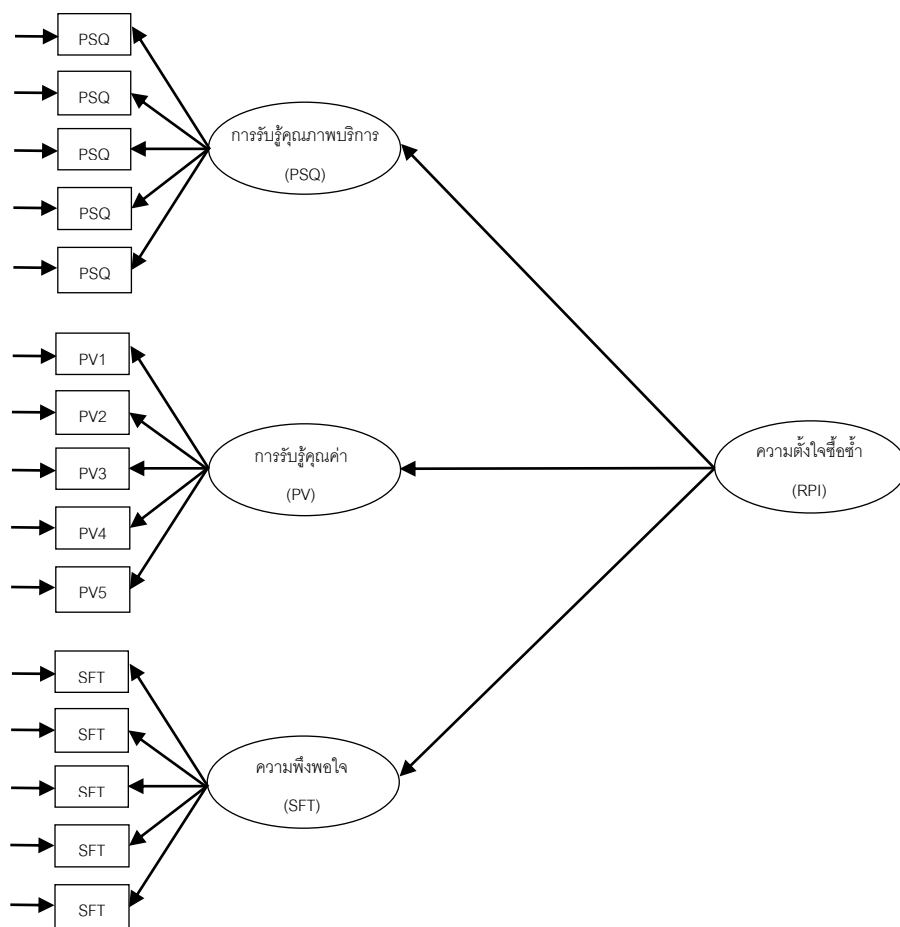 PSQ
PSQ
PSQ
PSQ
PSQ
การรับรู้คุณภาพบริการ
(PSQ)
PV1
PV2
PV3
PV4
PV5
การรับรู้คุณค่า
(PV)
ความตั้งใจซื้อซ้ำ
(RPI)
SFT
SFT
SFT
SFT
SFT
ความพึงพอใจ
(SFT)